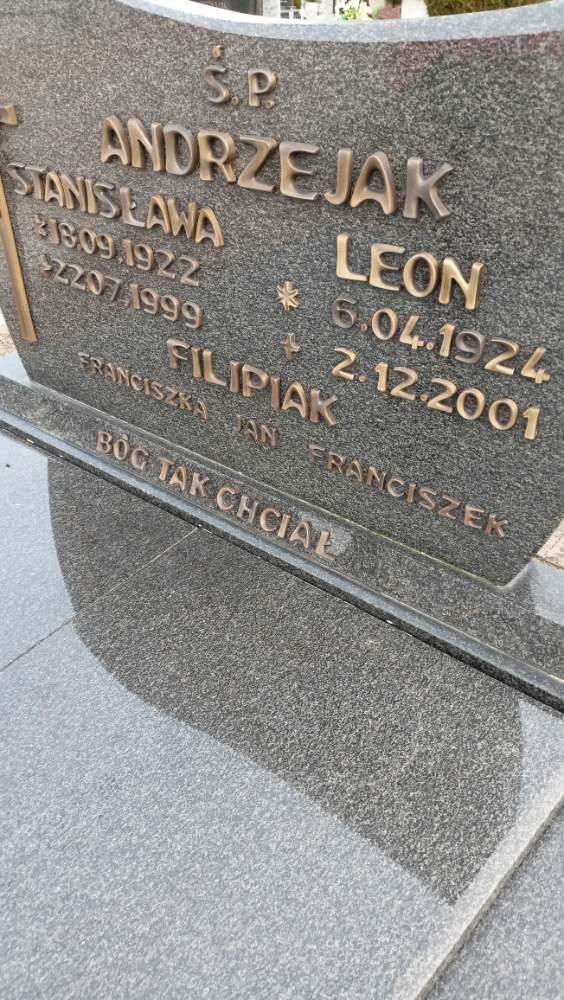 Ś.P.
ANDRZEJAK
STANISŁAWA
* 18.09.1922
+ 22.07.1999
LEON
* 6.04.1924
+ 2.12.2001
FILIPIAK
FRANCISZKA JAN FRANCISZEK
BÓG TAK CHCIAŁ